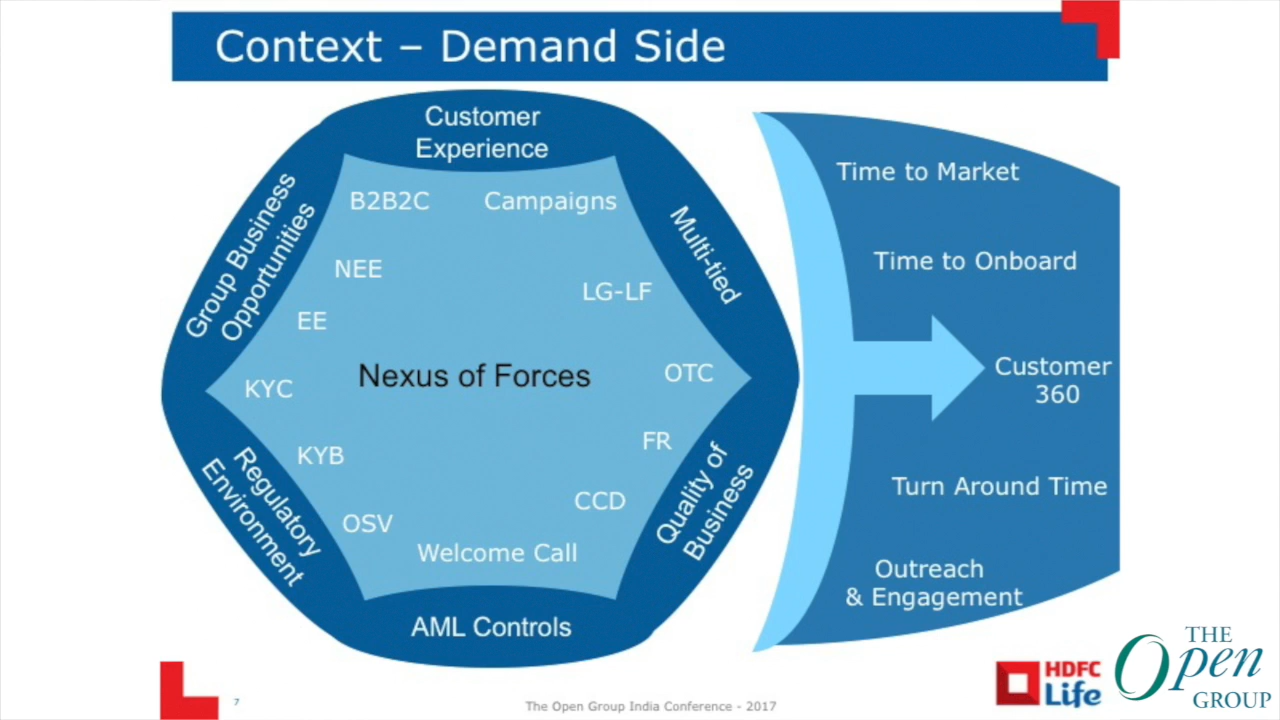 Context – Demand Side
Customer
Experience
Group Business
Opportunities
Multi-tied
B2B2C
Campaigns
NEE
LG-LF
EE
Nexus of Forces
OTC
KYC
FR
KYB
CCD
OSV
Welcome Call
Regulatory
Environment
Quality of
Business
AML Controls
Time to Market
Time to Onboard
Customer
360
Turn Around Time
Outreach
& Engagement
7
The Open Group India Conference - 2017
HDFC
Life
THE
Open
GROUP